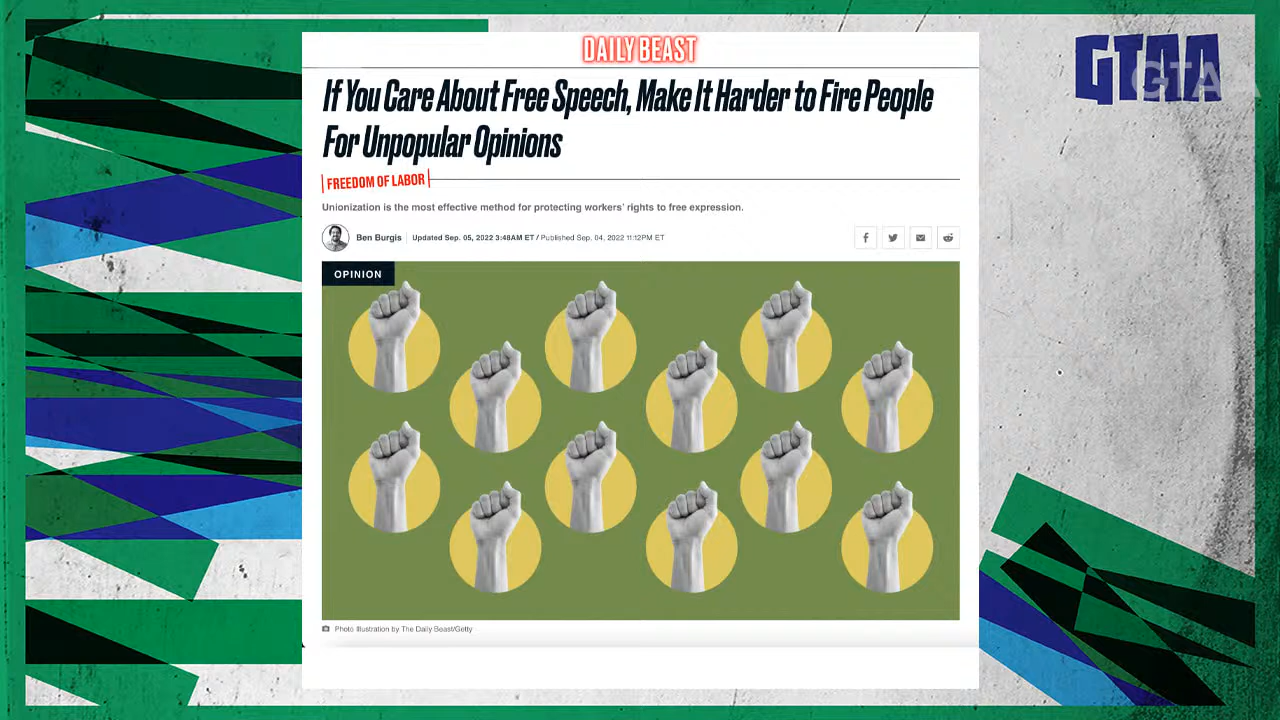 DAILY BEAST
GTAA
GTAA
If You Care About Free Speech, Make It Harder to Fire People
For Unpopular Opinions
FREEDOM OF LABOR
Unionization is the most effective method for protecting workers' rights to free expression.
Ben Burgis Updated Sep. 05, 2022 3:48AM ET / Published Sep. 04, 2022 11:12PM ET
OPINION
Photo Illustration by The Daily Beast/Getty